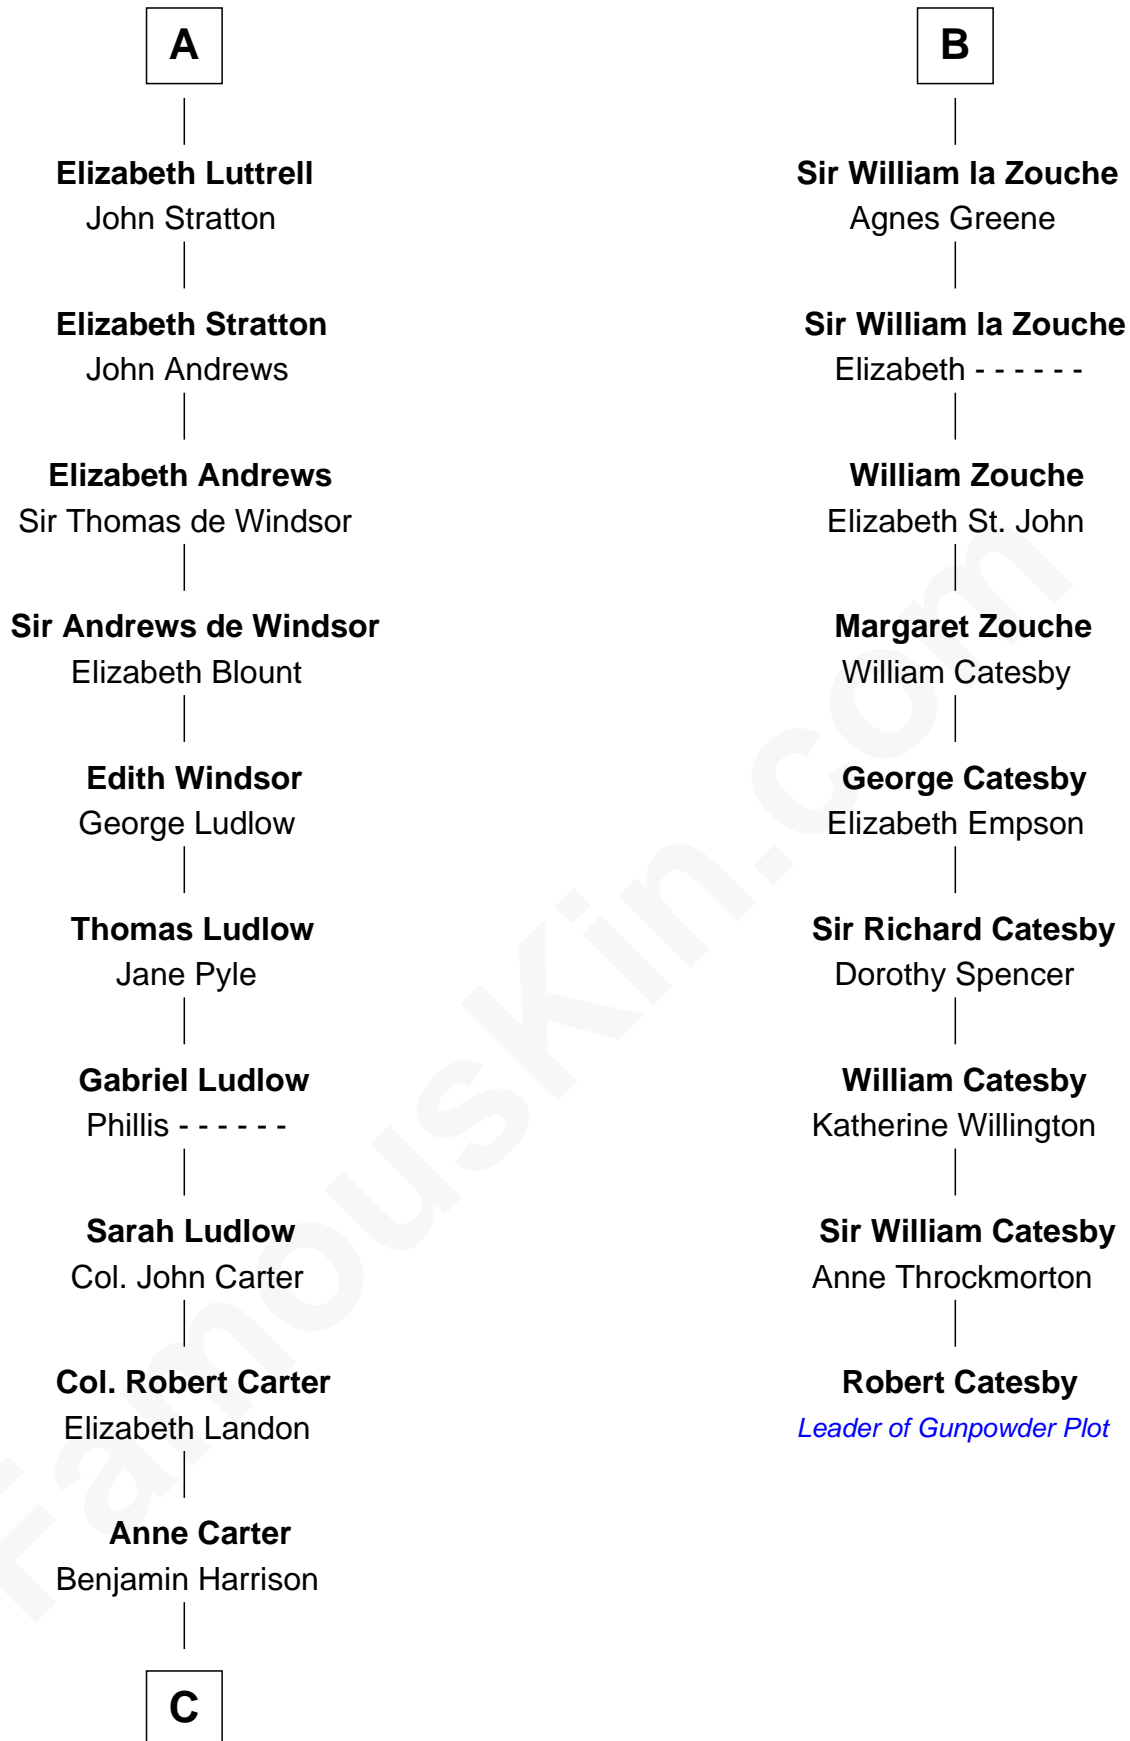 A
Elizabeth Luttrell
John Stratton
Elizabeth Stratton
John Andrews
Elizabeth Andrews
Sir Thomas de Windsor
Sir Andrews de Windsor
Elizabeth Blount
Edith Windsor
George Ludlow
Thomas Ludlow
Jane Pyle
Gabriel Ludlow
Phillis - - - - - -
Sarah Ludlow
Col. John Carter
Col. Robert Carter
Elizabeth Landon
Anne Carter
Benjamin Harrison
C
B
Sir William la Zouche
Agnes Greene
Sir William la Zouche
Elizabeth - - - - - -
William Zouche
Elizabeth St. John
Margaret Zouche
William Catesby
George Catesby
Elizabeth Empson
Sir Richard Catesby
Dorothy Spencer
William Catesby
Katherine Willington
Sir William Catesby
Anne Throckmorton
Robert Catesby
Leader of Gunpowder Plot
FamousKin.com